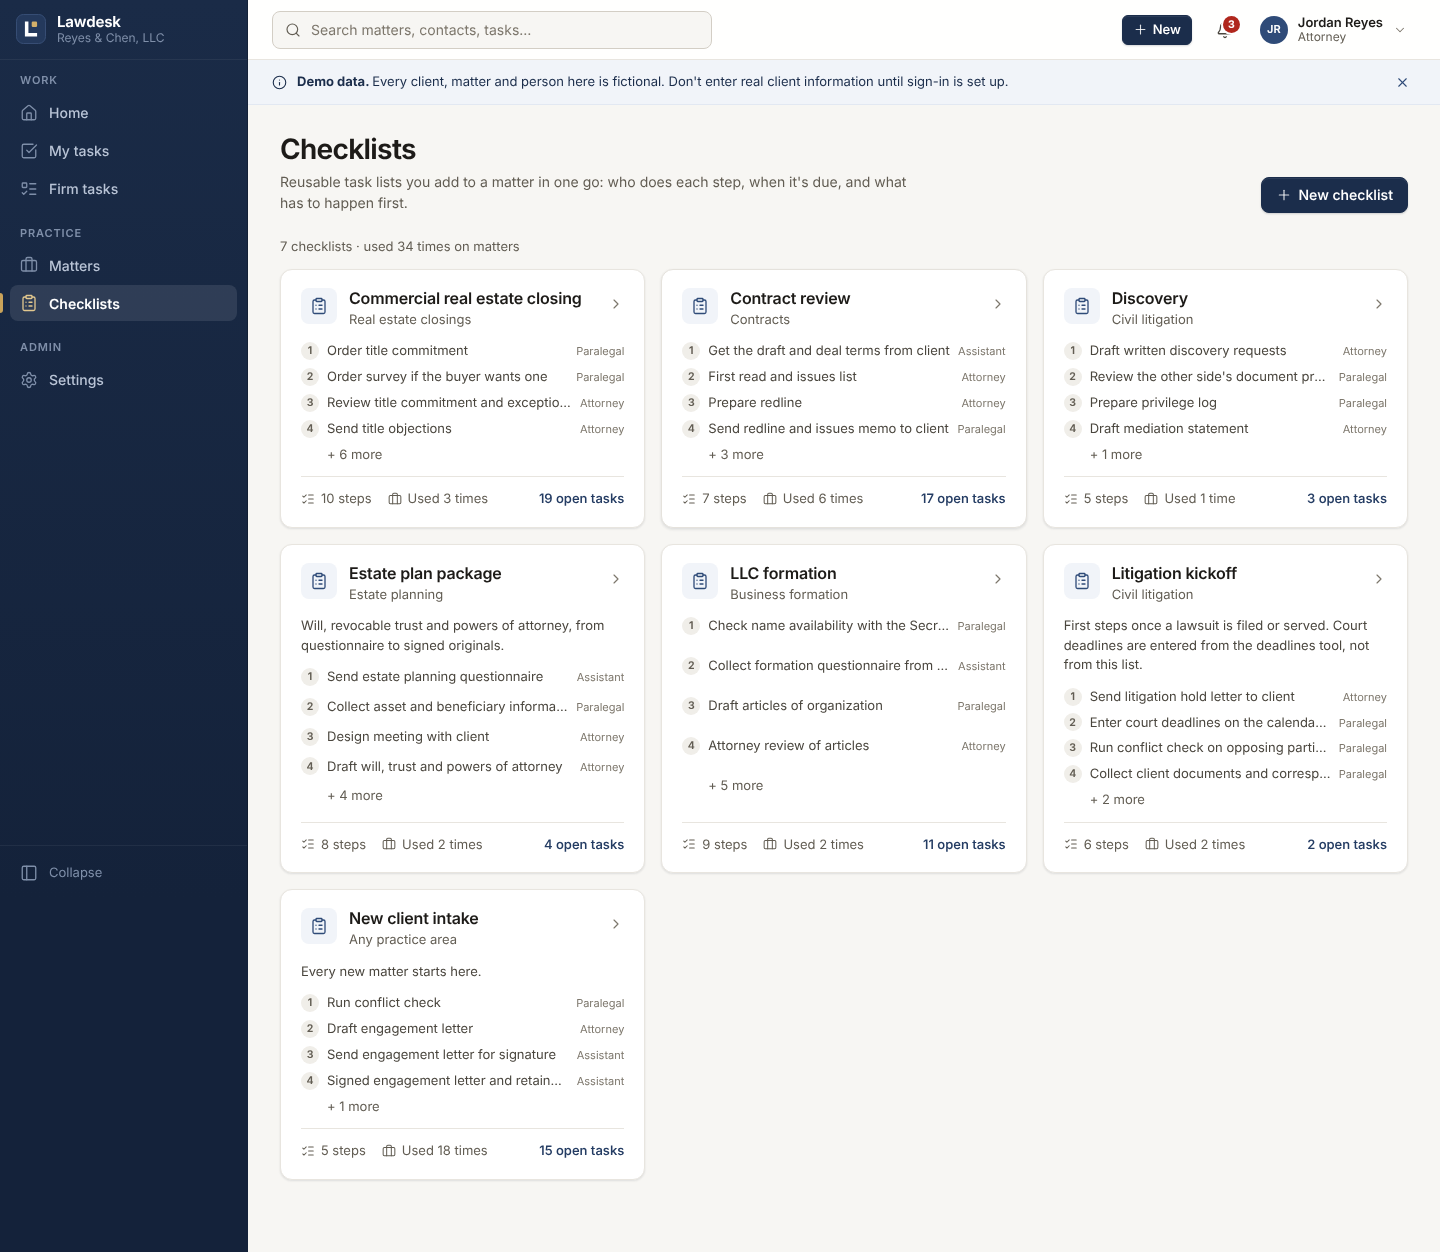 Lawdesk
Reyes & Chen, LLC
WORK
Home
My tasks
Firm tasks
PRACTICE
Matters
Checklists
ADMIN
Settings
Collapse
Search matters, contacts, tasks...
New
3
JR
Jordan Reyes
Attorney
Demo data. Every client, matter and person here is fictional. Don't enter real client information until sign-in is set up.
Checklists
Reusable task lists you add to a matter in one go: who does each step, when it's due, and what
has to happen first.
New checklist
7 checklists · used 34 times on matters
Commercial real estate closing
Real estate closings
1 Order title commitment Paralegal
2 Order survey if the buyer wants one Paralegal
3 Review title commitment and exceptio... Attorney
4 Send title objections Attorney
+ 6 more
10 steps Used 3 times 19 open tasks
Contract review
Contracts
1 Get the draft and deal terms from client Assistant
2 First read and issues list Attorney
3 Prepare redline Attorney
4 Send redline and issues memo to client Paralegal
+ 3 more
7 steps Used 6 times 17 open tasks
Discovery
Civil litigation
1 Draft written discovery requests Attorney
2 Review the other side's document pr... Paralegal
3 Prepare privilege log Paralegal
4 Draft mediation statement Attorney
+ 1 more
5 steps Used 1 time 3 open tasks
Estate plan package
Estate planning
Will, revocable trust and powers of attorney, from
questionnaire to signed originals.
1 Send estate planning questionnaire Assistant
2 Collect asset and beneficiary informa... Paralegal
3 Design meeting with client Attorney
4 Draft will, trust and powers of attorney Attorney
+ 4 more
8 steps Used 2 times 4 open tasks
LLC formation
Business formation
1 Check name availability with the Secr... Paralegal
2 Collect formation questionnaire from ... Assistant
3 Draft articles of organization Paralegal
4 Attorney review of articles Attorney
+ 5 more
9 steps Used 2 times 11 open tasks
Litigation kickoff
Civil litigation
First steps once a lawsuit is filed or served. Court
deadlines are entered from the deadlines tool, not
from this list.
1 Send litigation hold letter to client Attorney
2 Enter court deadlines on the calenda... Paralegal
3 Run conflict check on opposing parti... Paralegal
4 Collect client documents and corresp... Paralegal
+ 2 more
6 steps Used 2 times 2 open tasks
New client intake
Any practice area
Every new matter starts here.
1 Run conflict check Paralegal
2 Draft engagement letter Attorney
3 Send engagement letter for signature Assistant
4 Signed engagement letter and retain... Assistant
+ 1 more
5 steps Used 18 times 15 open tasks